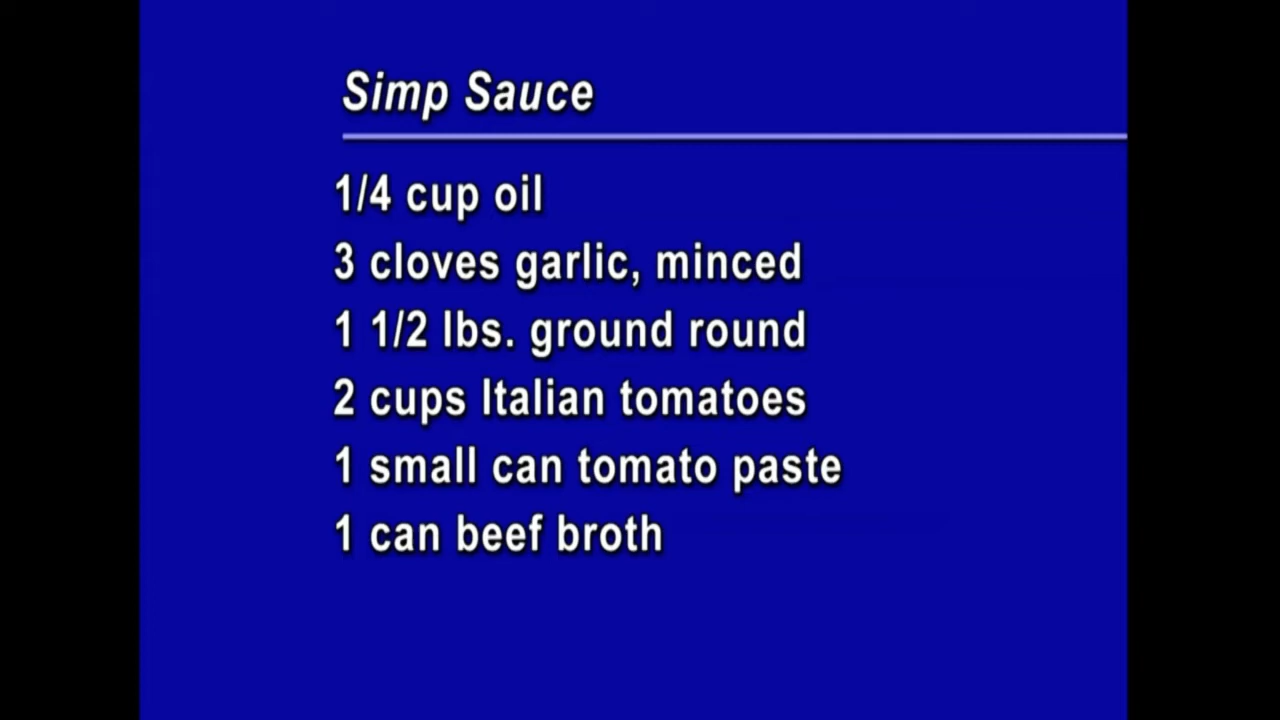 Simp Sauce
1/4 cup oil
3 cloves garlic, minced
1 1/2 lbs. ground round
2 cups Italian tomatoes
1 small can tomato paste
1 can beef broth